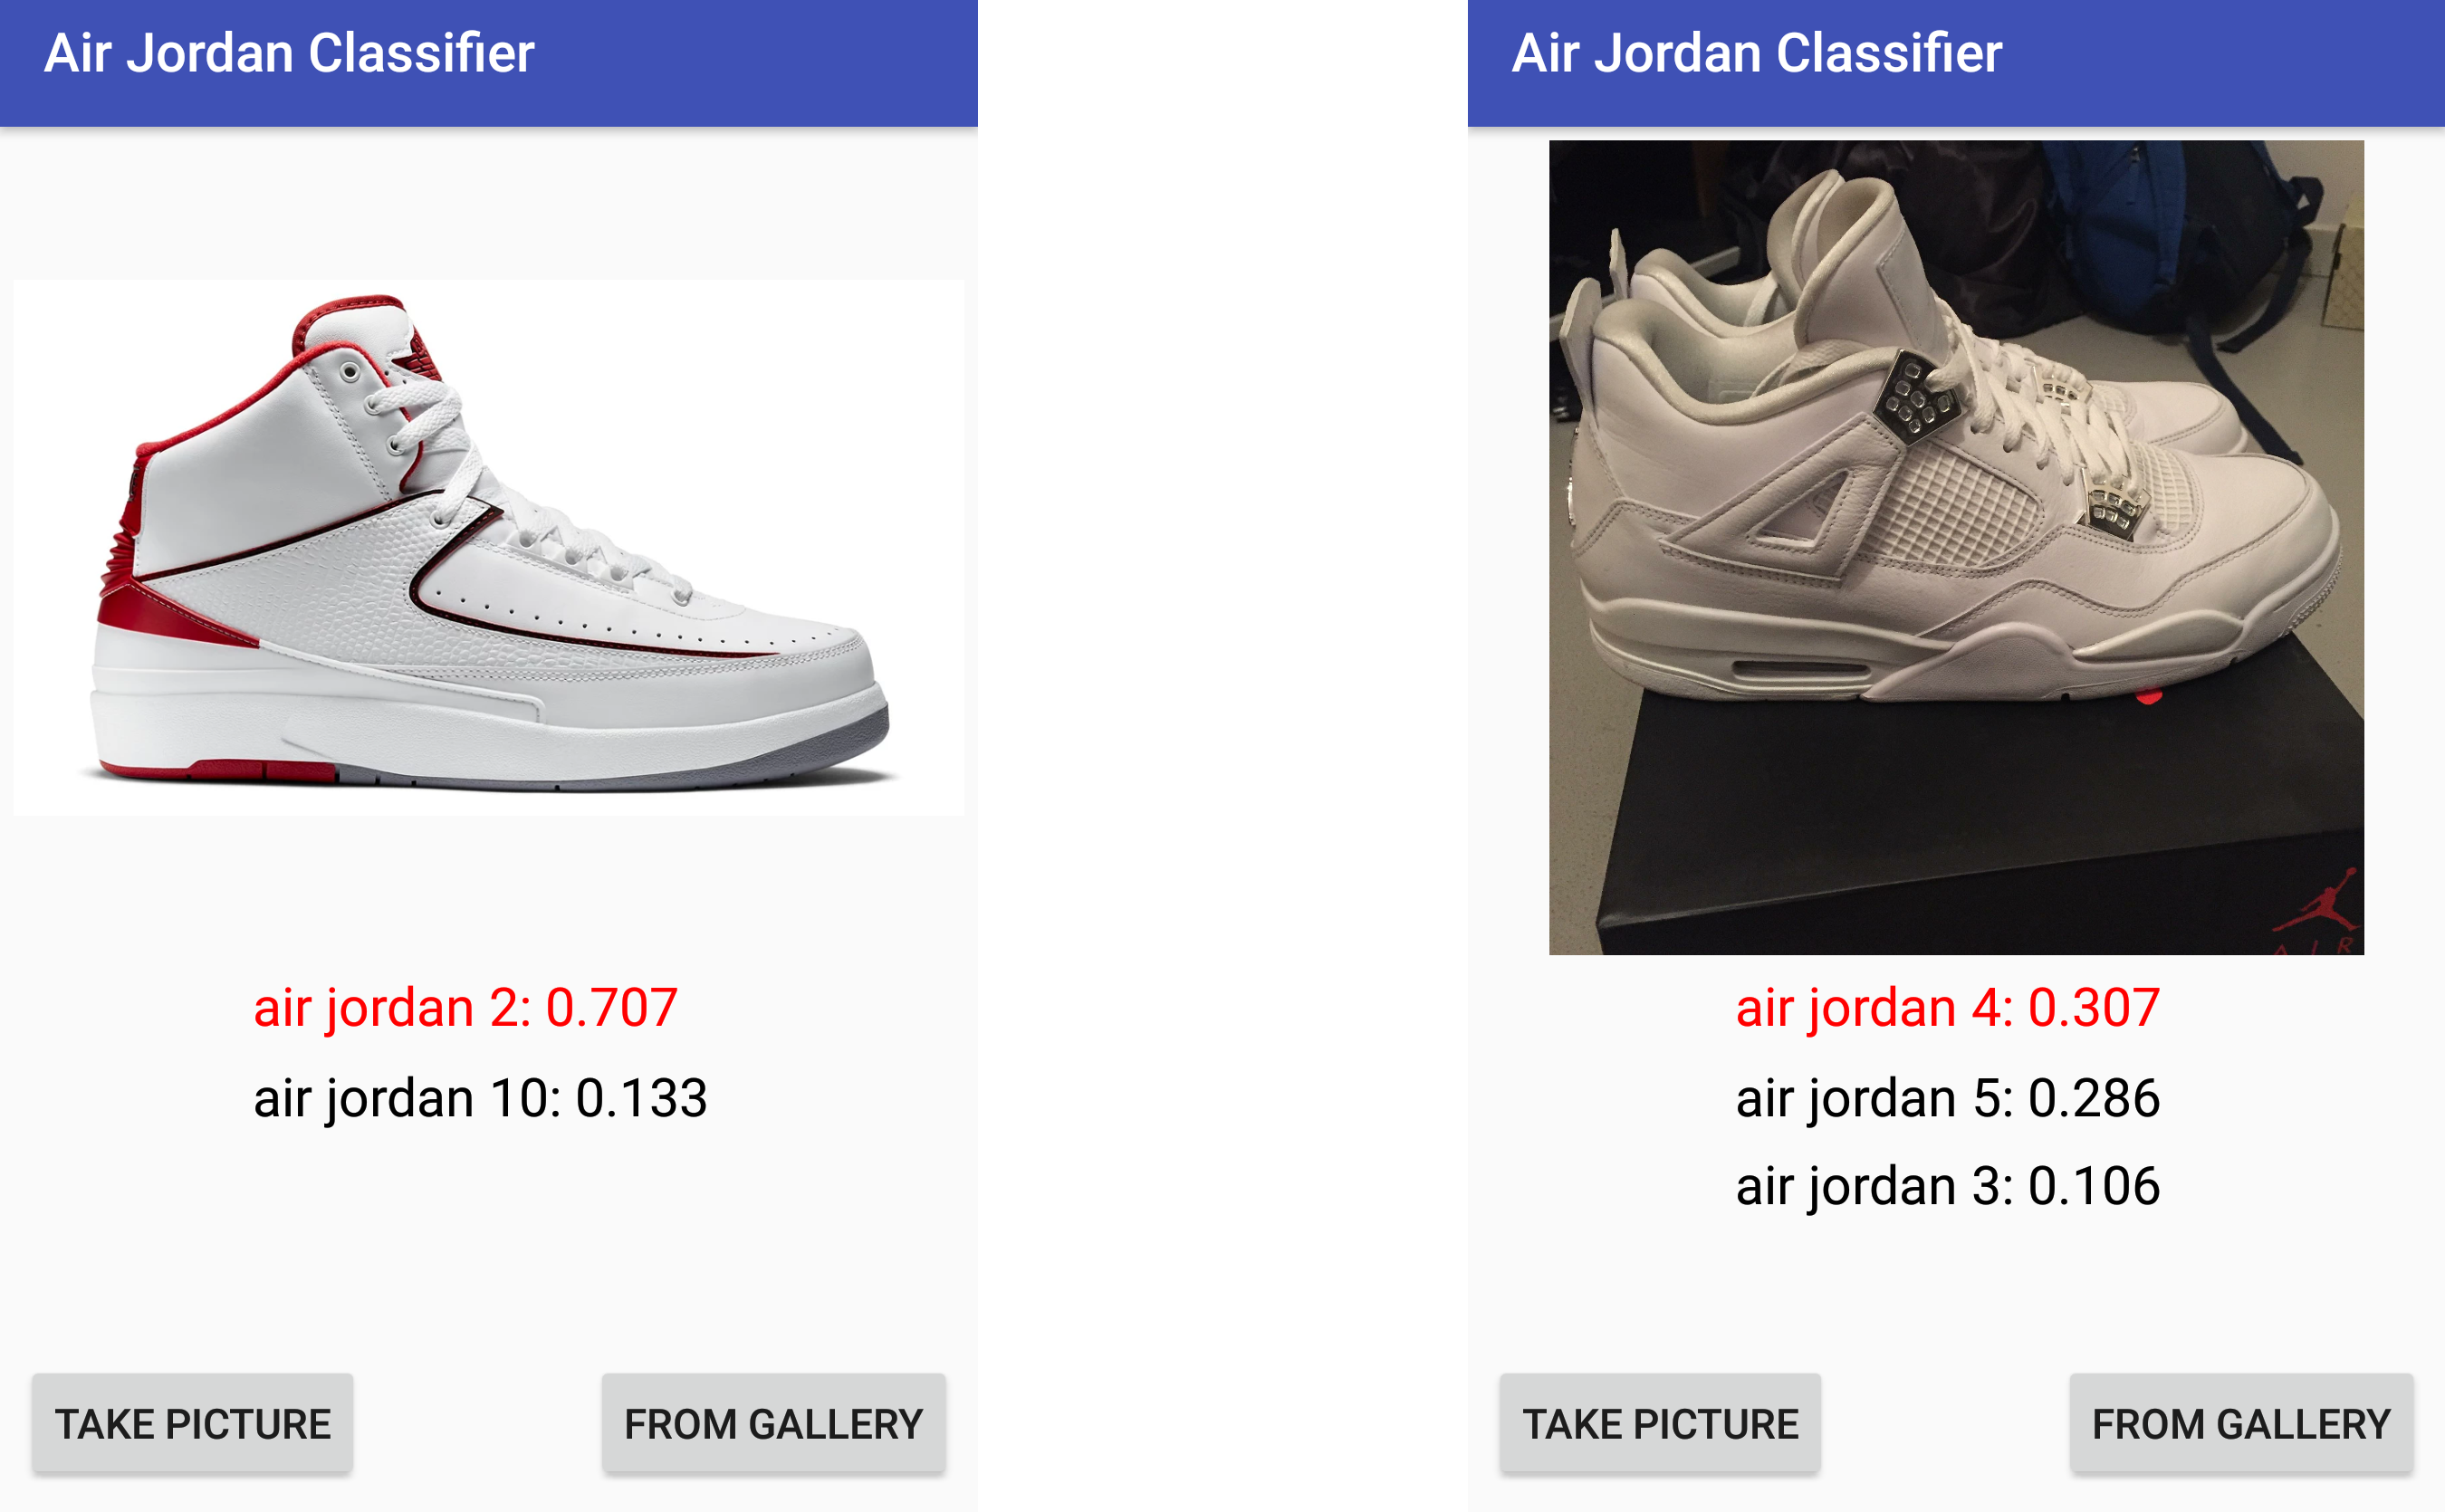 Air Jordan Classifier
air jordan 2: 0.707
air jordan 10: 0.133
TAKE PICTURE
FROM GALLERY
Air Jordan Classifier
AIR
air jordan 4: 0.307
air jordan 5: 0.286
air jordan 3: 0.106
TAKE PICTURE
FROM GALLERY